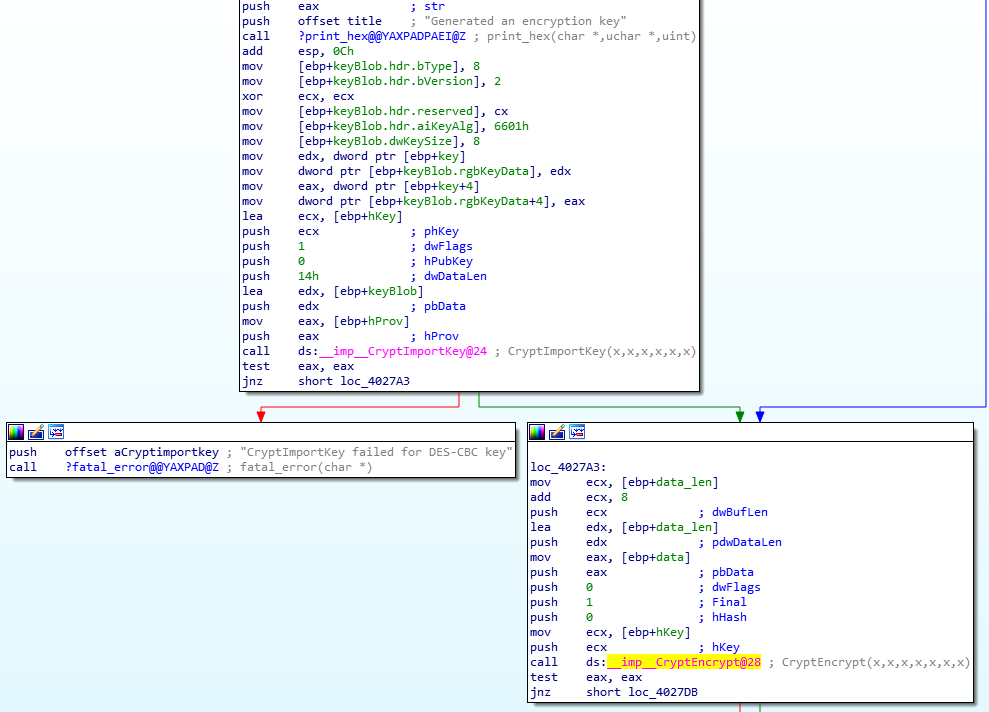 push eax ; str
push offset title ; "Generated an encryption key"
call ?print_hex@@YAXPADPAEI@Z ; print_hex(char *,uchar *,uint)
add esp, 0Ch
mov [ebp+keyBlob.hdr.bType], 8
mov [ebp+keyBlob.hdr.bVersion], 2
xor ecx, ecx
mov [ebp+keyBlob.hdr.reserved], cx
mov [ebp+keyBlob.hdr.aiKeyAlg], 6601h
mov [ebp+keyBlob.dwKeySize], 8
mov edx, dword ptr [ebp+key]
mov dword ptr [ebp+keyBlob.rgbKeyData], edx
mov eax, dword ptr [ebp+key+4]
mov dword ptr [ebp+keyBlob.rgbKeyData+4], eax
lea ecx, [ebp+hKey]
push ecx ; phKey
push 1 ; dwFlags
push 0 ; hPubKey
push 14h ; dwDataLen
lea edx, [ebp+keyBlob]
push edx ; pbData
mov eax, [ebp+hProv]
push eax ; hProv
call ds:__imp__CryptImportKey@24 ; CryptImportKey(x,x,x,x,x,x)
test eax, eax
jnz short loc_4027A3
push offset aCryptimportkey ; "CryptImportKey failed for DES-CBC key"
call ?fatal_error@@YAXPAD@Z ; fatal_error(char *)
loc_4027A3:
mov ecx, [ebp+data_len]
add ecx, 8
push ecx ; dwBufLen
lea edx, [ebp+data_len]
push edx ; pdwDataLen
mov eax, [ebp+data]
push eax ; pbData
push 0 ; dwFlags
push 1 ; Final
push 0 ; hHash
mov ecx, [ebp+hKey]
push ecx ; hKey
call ds:__imp__CryptEncrypt@28 ; CryptEncrypt(x,x,x,x,x,x,x)
test eax, eax
jnz short loc_4027DB